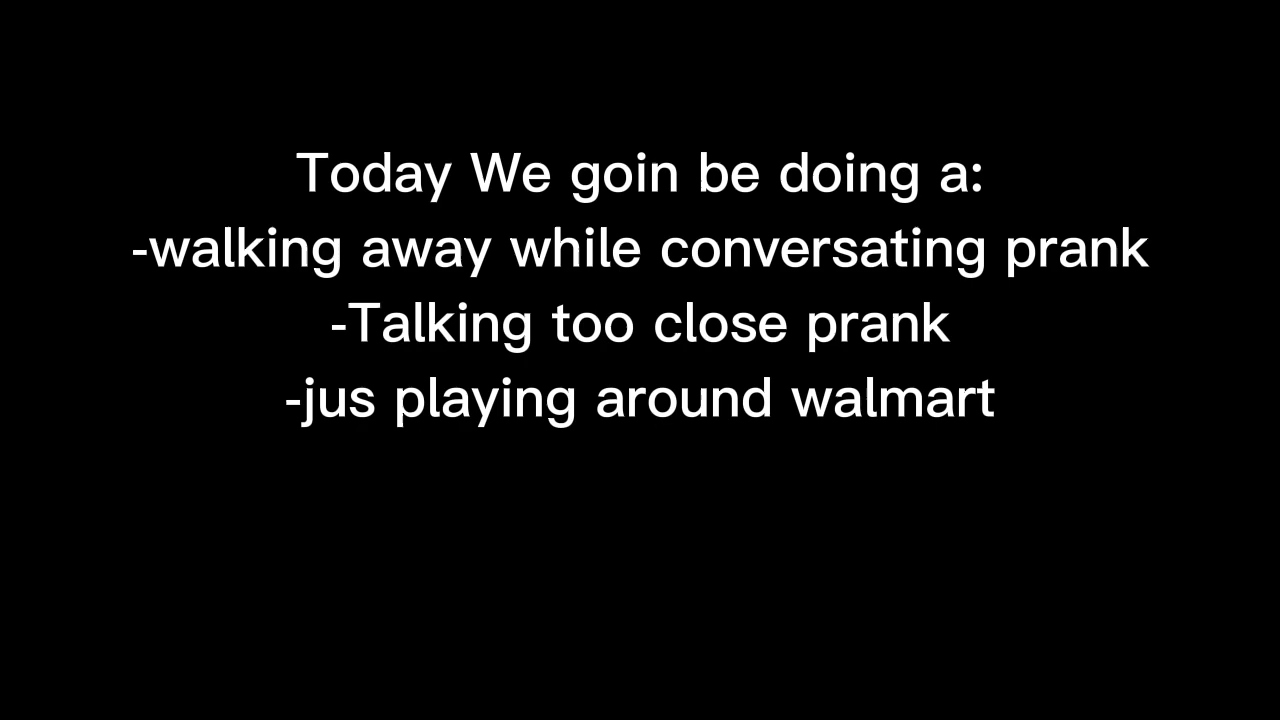 Today We goin be doing a:
-walking away while conversating prank
-Talking too close prank
-jus playing around walmart